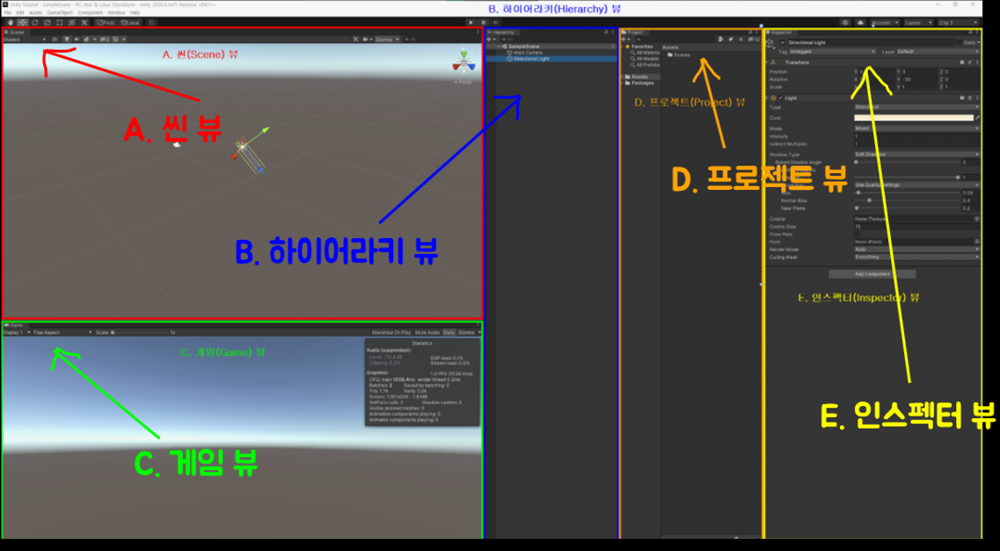 Unity Tutorial - SampleScene - PC, Mac & Linux Standalone - Unity 2020.3.1f1 Personal <DX11>
B. 하이어라키(Hierarchy) 뷰
File Edit Assets GameObject Component Window Help
Pivot Local
Account Layers 2 by 3
Scene
Shaded 2D Gizmos All
A. 씬(Scene) 뷰
< Persp
A. 씬 뷰
Hierarchy
SampleScene
Main Camera
Directional Light
B. 하이어라키 뷰
Project
Favorites
All Materia
All Models
All Prefabs
Assets
Packages
Assets
Scenes
D. 프로젝트(Project) 뷰
D. 프로젝트 뷰
Inspector
Directional Light Static
Tag Untagged Layer Default
Transform
Position X 0 Y 3 Z 0
Rotation X Y -30 Z 0
Scale X Y 1 Z 1
Light
Type Directional
Color
Mode Mixed
Intensity 1
Indirect Multiplier 1
Shadow Type Soft Shadows
Baked Shadow Angle 0
1
Use Quality Settings
Bias 0.05
Normal Bias 0.4
Near Plane 0.2
Cookie None (Texture)
Cookie Size 10
Draw Halo
Flare None (Flare)
Render Mode Auto
Culling Mask Everything
Add Component
E. 인스펙터(Inspector) 뷰
E. 인스펙터 뷰
Game
Display 1 Free Aspect Scale 1x Maximize On Play Mute Audio Stats Gizmos
C. 게임(Game) 뷰
C. 게임 뷰
Statistics
Audio (suspended):
Level: -74.8 dB DSP load: 0.1%
Clipping: 0.0% Stream load: 0.0%
Graphics: 1.0 FPS (1038.4ms)
CPU: main 1038.4ms render thread 0.2ms
Batches: 2 Saved by batching: 0
Tris: 1.7k Verts: 5.0k
Screen: 1257x539 - 7.8 MB
SetPass calls: 2 Shadow casters: 0
Visible skinned meshes: 0
Animation components playing: 0
Animator components playing: 0